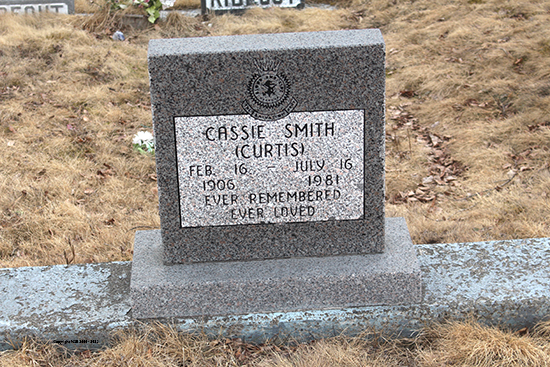 CASSIE SMITH
(CURTIS)
FEB. 16 - JULY 16
1906 1981
EVER REMEMBERED
EVER LOVED